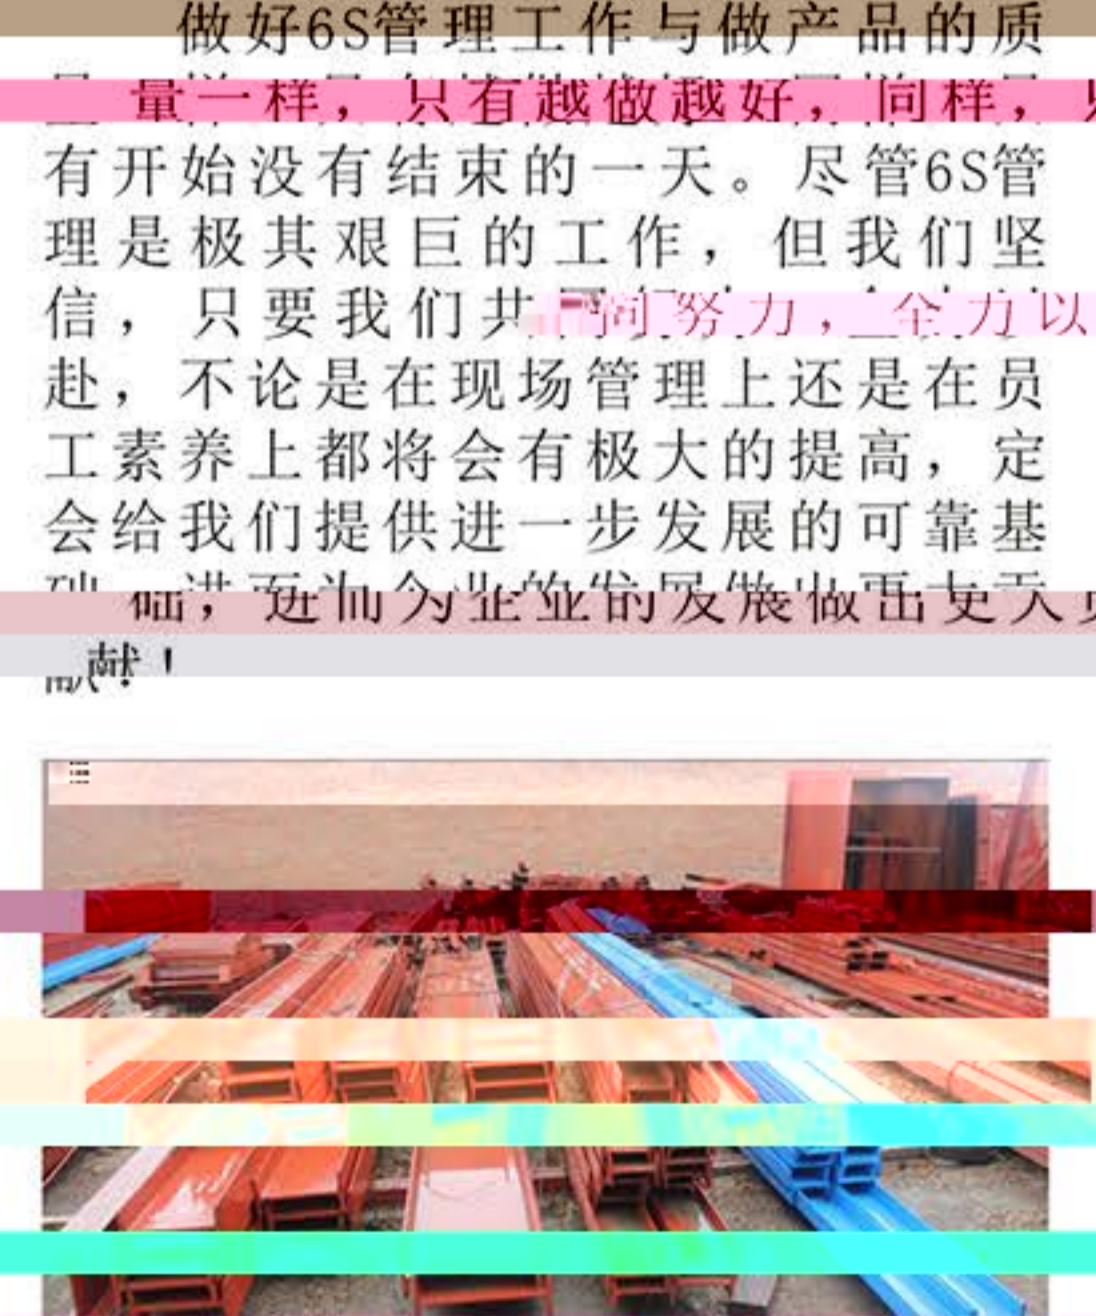 做好6S管理工作与做产品的质
量一样，只有越做越好，同样，只
有开始没有结束的一天。尽管6S管
理是极其艰巨的工作，但我们坚
信，只要我们共同努力，全力以
赴，不论是在现场管理上还是在员
工素养上都将会有极大的提高，定
会给我们提供进一步发展的可靠基
础，进而为企业的发展做出更大贡
献！